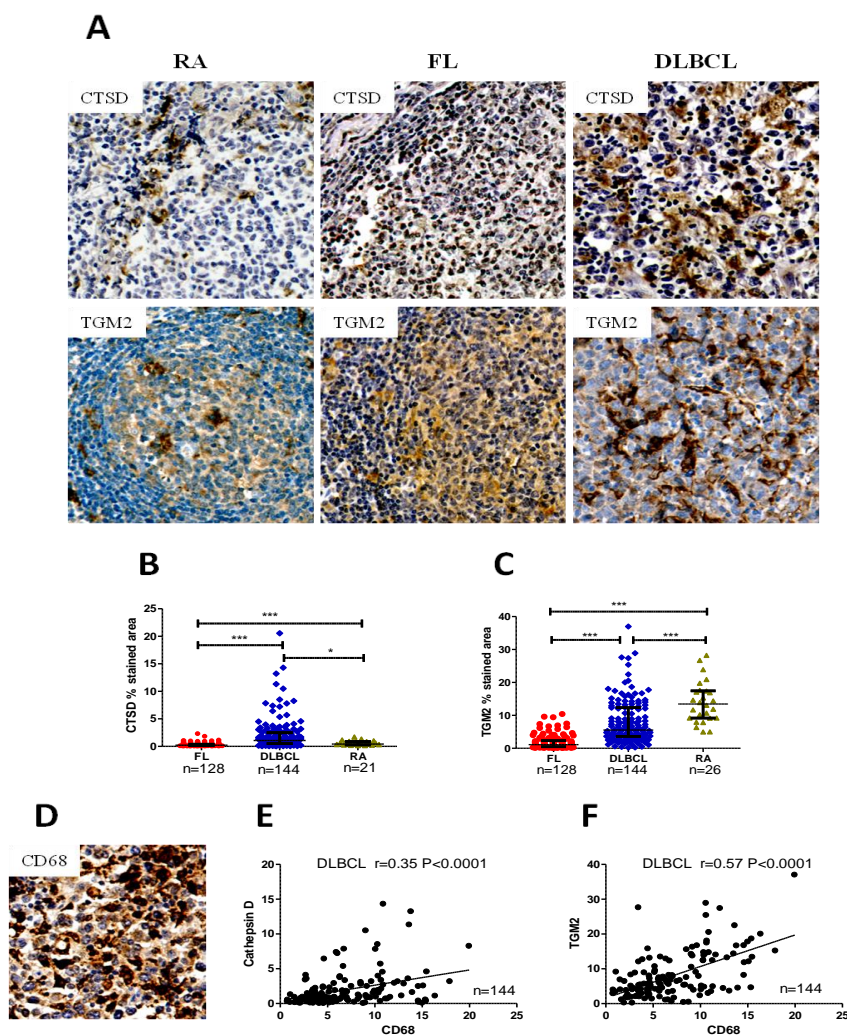 A
RA FL DLBCL
CTSD CTSD CTSD
TGM2 TGM2 TGM2
B
CTSD % stained area
25
20
15
10
5
0
***
***
*
FL DLBCL RA
n=128 n=144 n=21
C
TGM2 % stained area
40
30
20
10
0
***
*** ***
FL DLBCL RA
n=128 n=144 n=26
D
CD68
E
DLBCL r=0.35 P<0.0001
Cathepsin D
20
15
10
5
0
n=144
0 5 10 15 20 25
CD68
F
DLBCL r=0.57 P<0.0001
TGM2
40
30
20
10
0
n=144
0 5 10 15 20 25
CD68